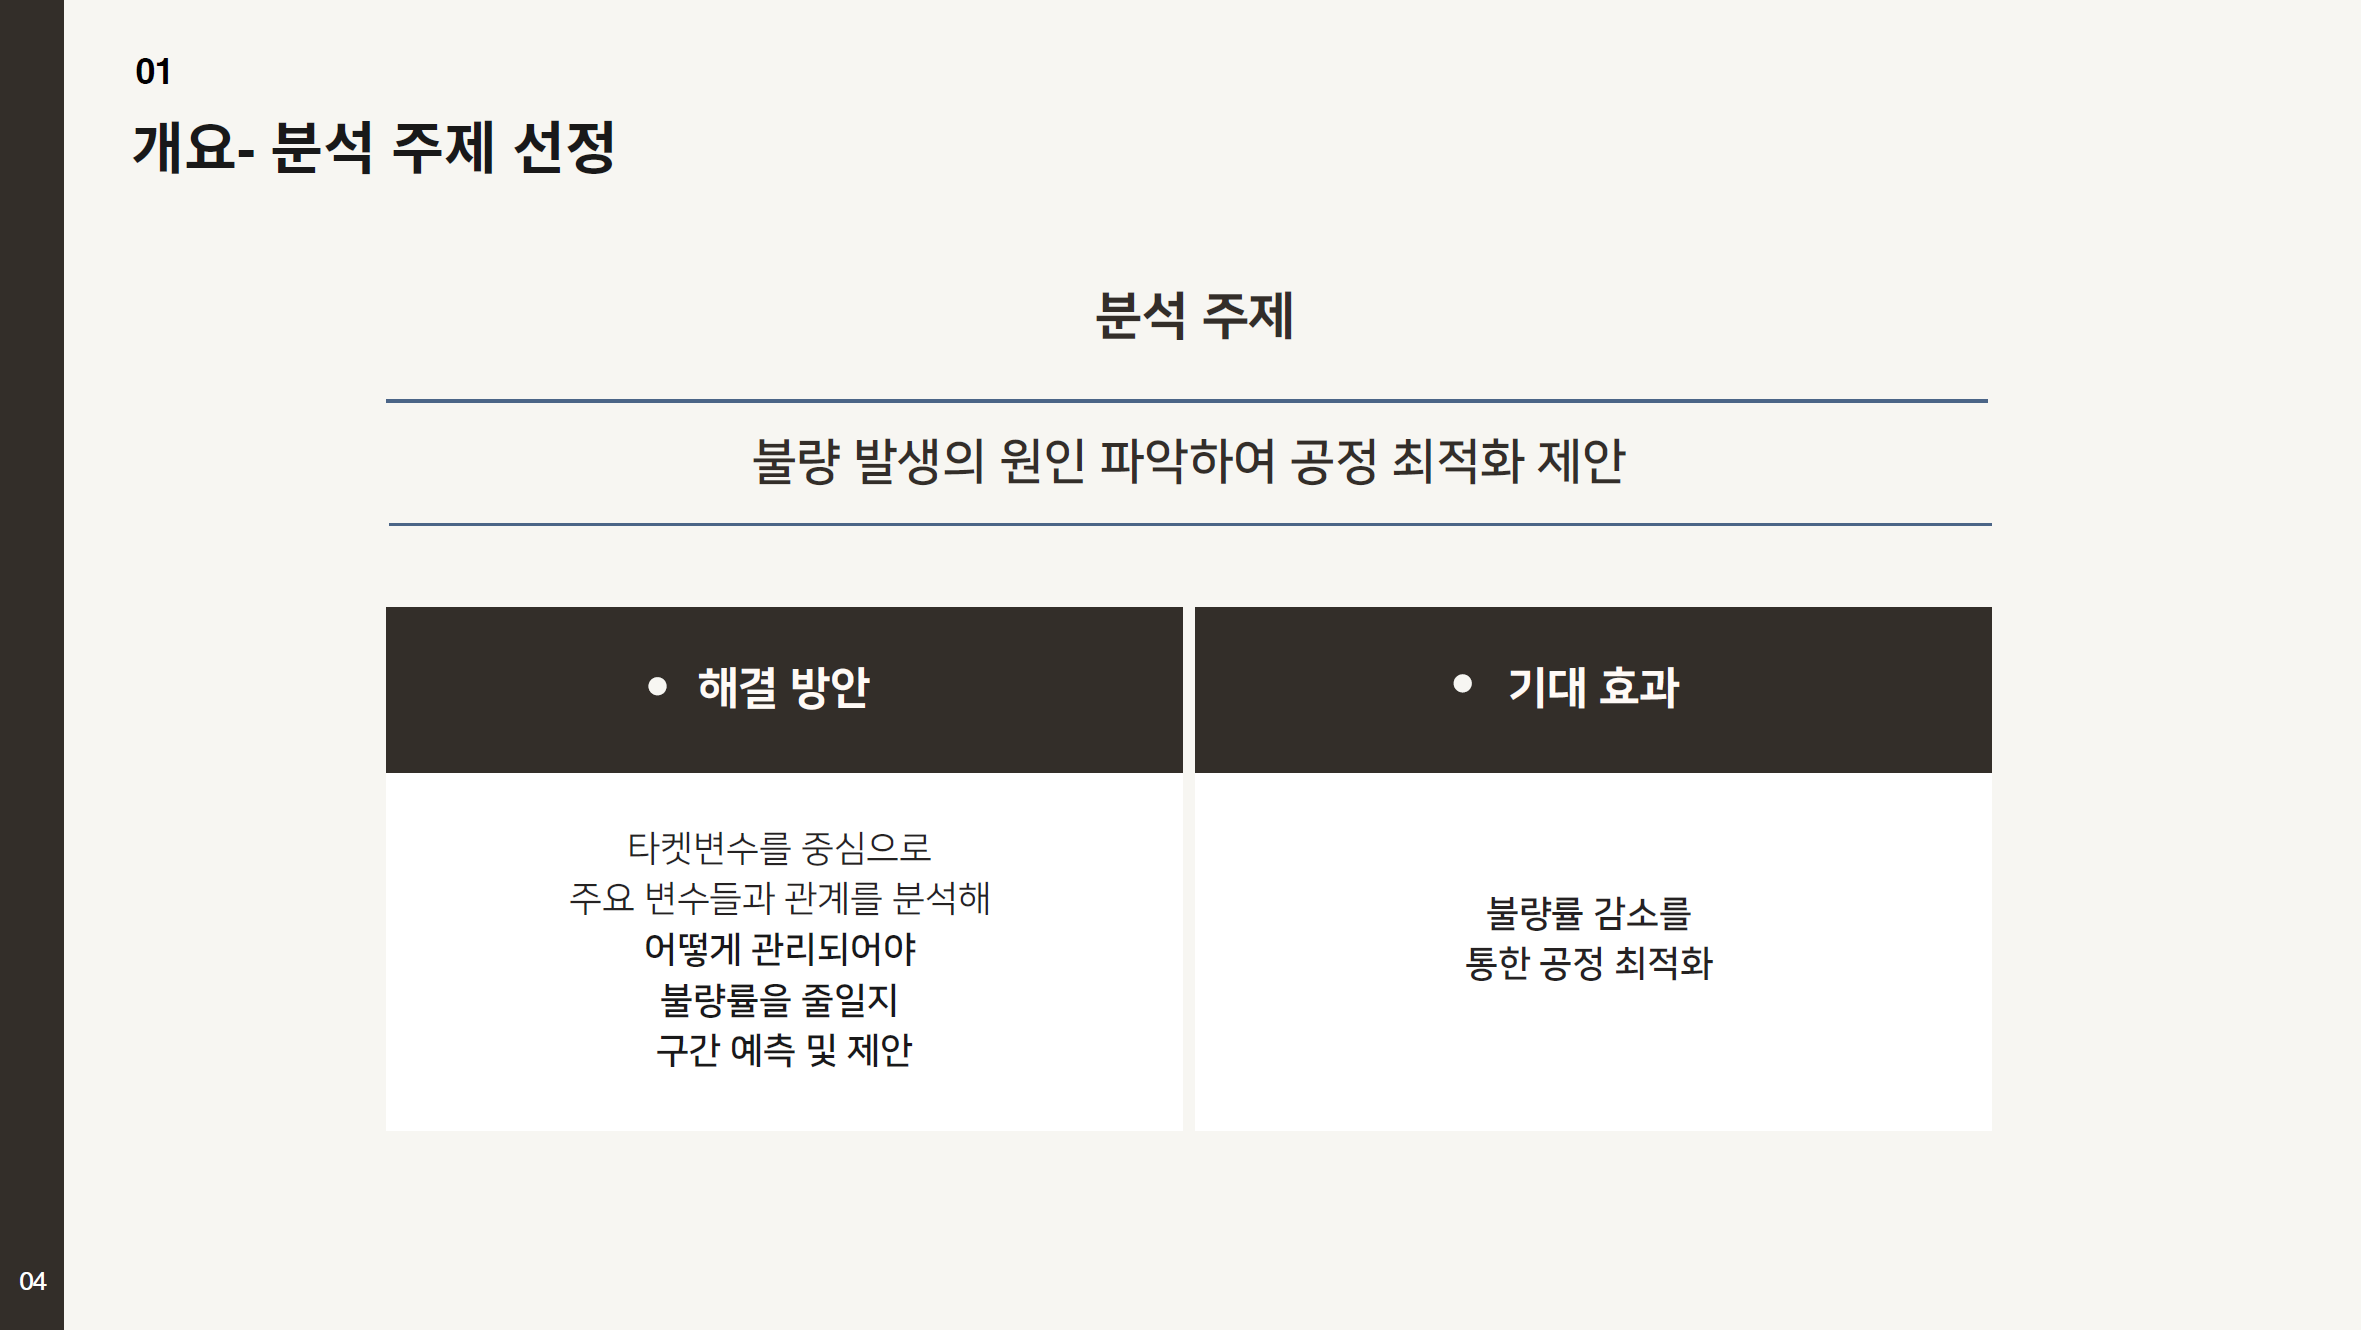 01
개요- 분석 주제 선정
분석 주제
불량 발생의 원인 파악하여 공정 최적화 제안
• 해결 방안
타켓변수를 중심으로
주요 변수들과 관계를 분석해
어떻게 관리되어야
불량률을 줄일지
구간 예측 및 제안
• 기대 효과
불량률 감소를
통한 공정 최적화
04